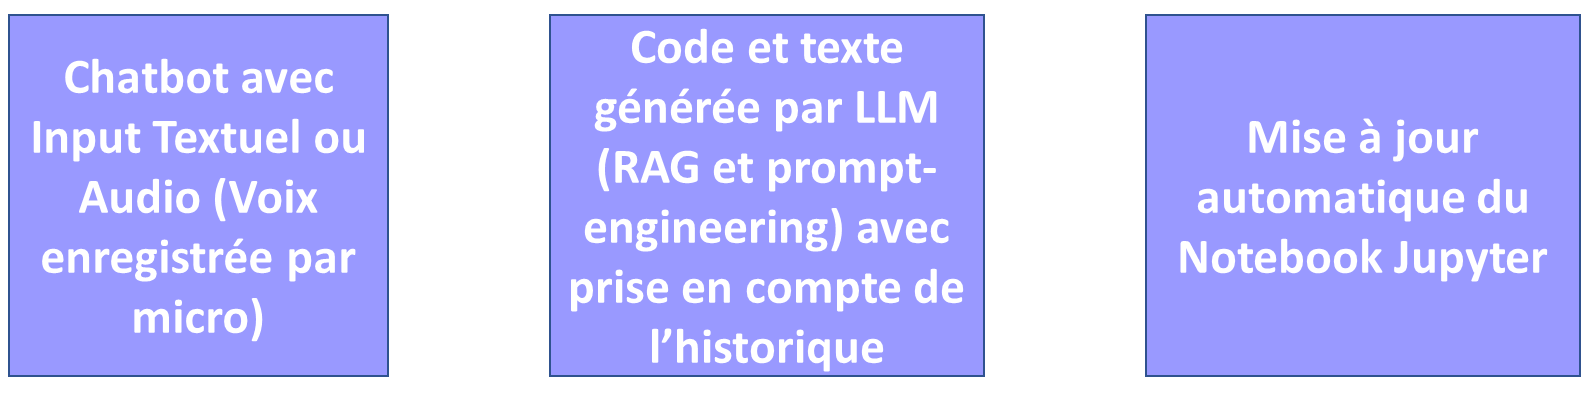 Chatbot avec
Input Textuel ou
Audio (Voix
enregistrée par
micro)
Code et texte
générée par LLM
(RAG et prompt-
engineering) avec
prise en compte de
l’historique
Mise à jour
automatique du
Notebook Jupyter